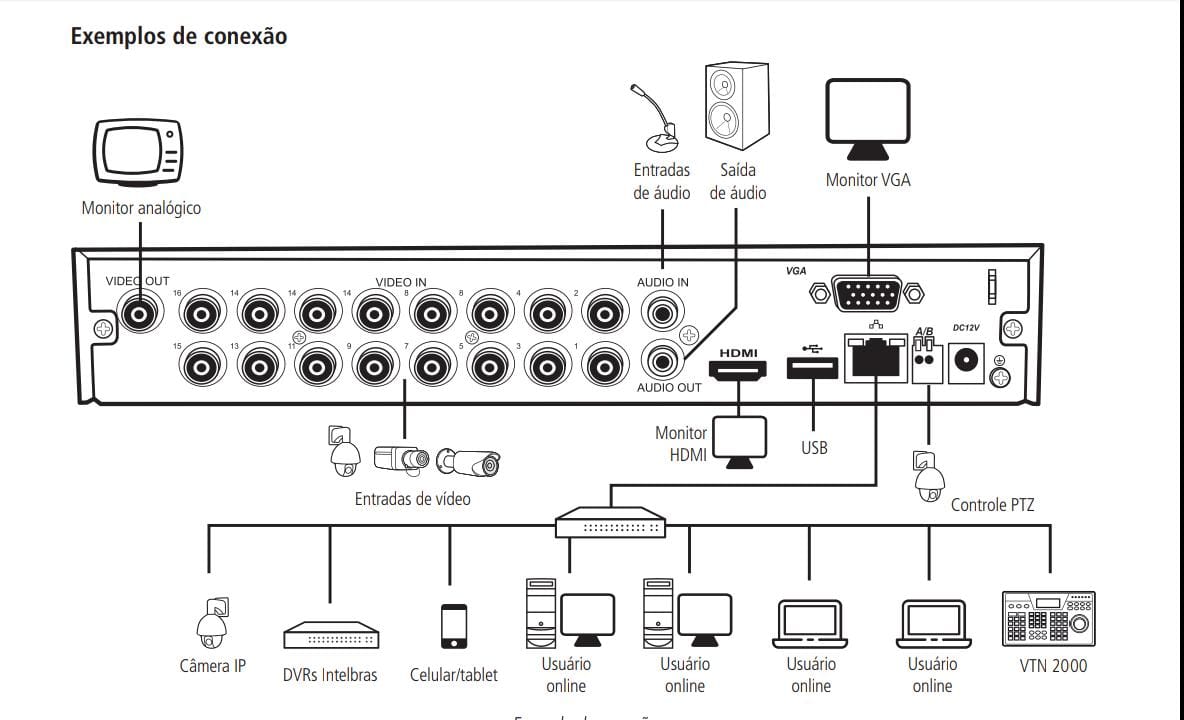 Exemplos de conexão
Monitor analógico
Entradas
de áudio
Saída
de áudio
Monitor VGA
VIDEO OUT
VIDEO IN
AUDIO IN
VGA
16 14 14 14 8 8 4 2
A/B
DC12V
15 13 11 9 7 5 3 1
HDMI
AUDIO OUT
Monitor
HDMI
USB
Entradas de vídeo
Controle PTZ
Câmera IP
DVRs Intelbras
Celular/tablet
Usuário
online
Usuário
online
Usuário
online
Usuário
online
VTN 2000